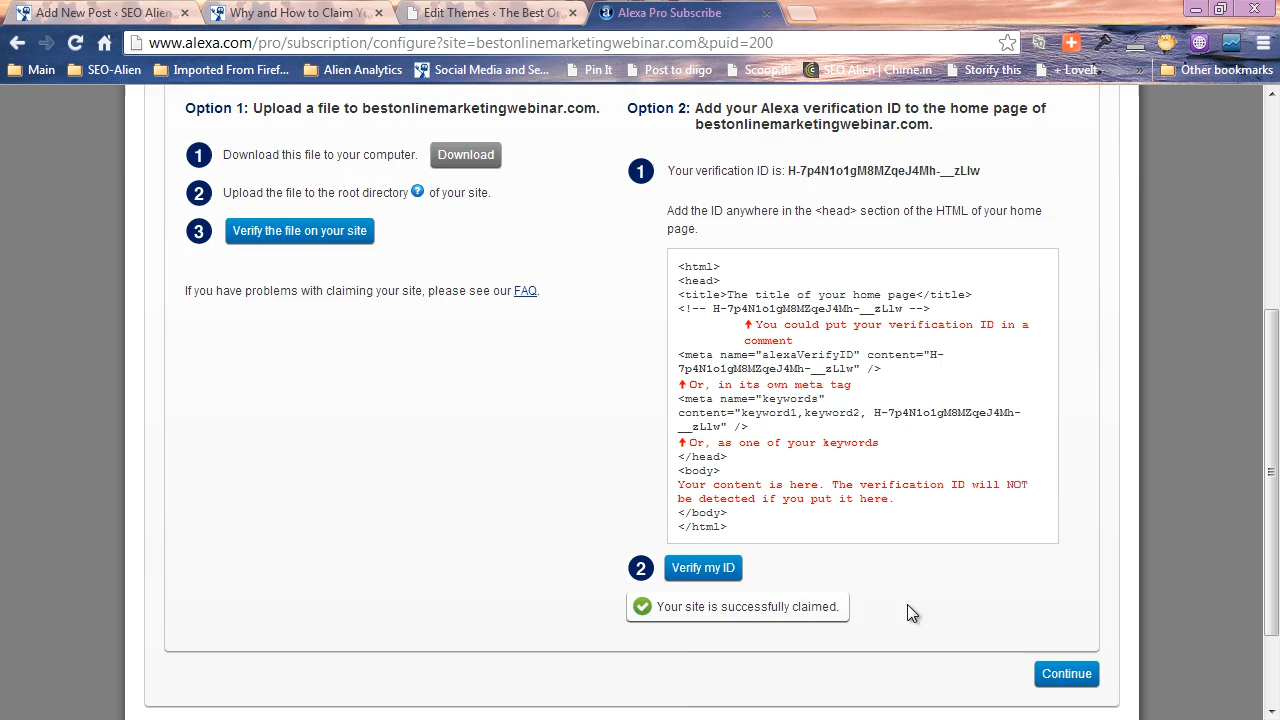 Add New Post ‹ SEO Alien
Why and How to Claim Y
Edit Themes ‹ The Best O
Alexa Pro Subscribe
www.alexa.com/pro/subscription/configure?site=bestonlinemarketingwebinar.com&puid=200
Main
SEO-Alien
Imported From Firef...
Alien Analytics
Social Media and Se...
Pin It
Post to diigo
Scoop.it!
SEO Alien | Chime.in
Storify this
+ LoveIt
»
Other bookmarks
Option 1: Upload a file to bestonlinemarketingwebinar.com.
1 Download this file to your computer. Download
2 Upload the file to the root directory ? of your site.
3 Verify the file on your site
If you have problems with claiming your site, please see our FAQ.
Option 2: Add your Alexa verification ID to the home page of
bestonlinemarketingwebinar.com.
1 Your verification ID is: H-7p4N1o1gM8MZqeJ4Mh-__zLlw
Add the ID anywhere in the <head> section of the HTML of your home
page.
<html>
<head>
<title>The title of your home page</title>
<!-- H-7p4N1o1gM8MZqeJ4Mh-__zLlw -->
You could put your verification ID in a
comment
<meta name="alexaVerifyID" content="H-
7p4N1o1gM8MZqeJ4Mh-__zLlw" />
Or, in its own meta tag
<meta name="keywords"
content="keyword1,keyword2, H-7p4N1o1gM8MZqeJ4Mh-
__zLlw" />
Or, as one of your keywords
</head>
<body>
Your content is here. The verification ID will NOT
be detected if you put it here.
</body>
</html>
2 Verify my ID
Your site is successfully claimed.
Continue